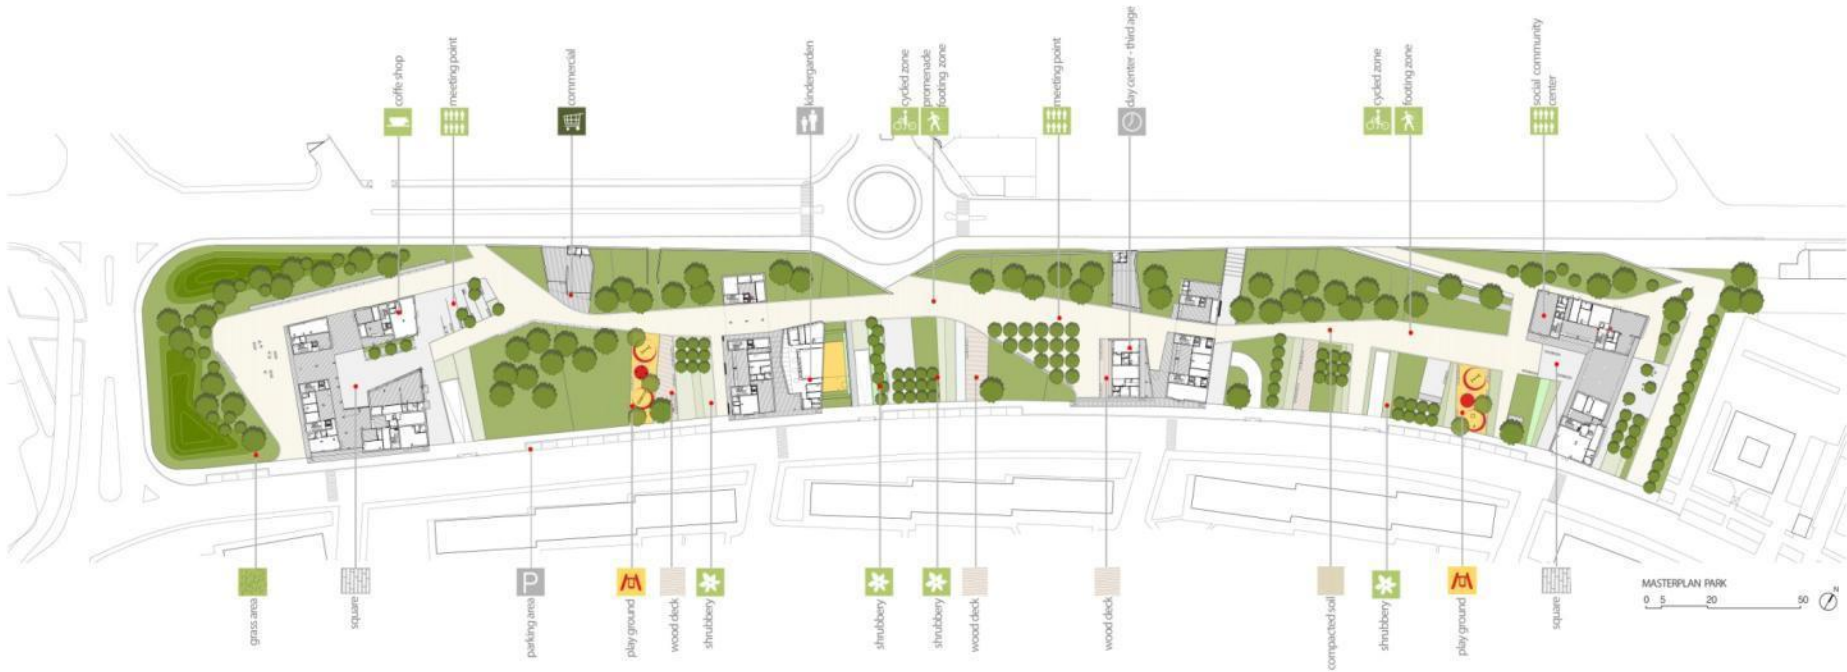 coffe shop
meeting point
commercial
kindergarden
cycled zone
promenade
footing zone
meeting point
day center - third age
cycled zone
footing zone
social community
center
grass area
square
P
parking area
play ground
wood deck
shrubbery
shrubbery
shrubbery
wood deck
wood deck
compacted soil
shrubbery
play ground
square
MASTERPLAN PARK
0 5 20 50
N